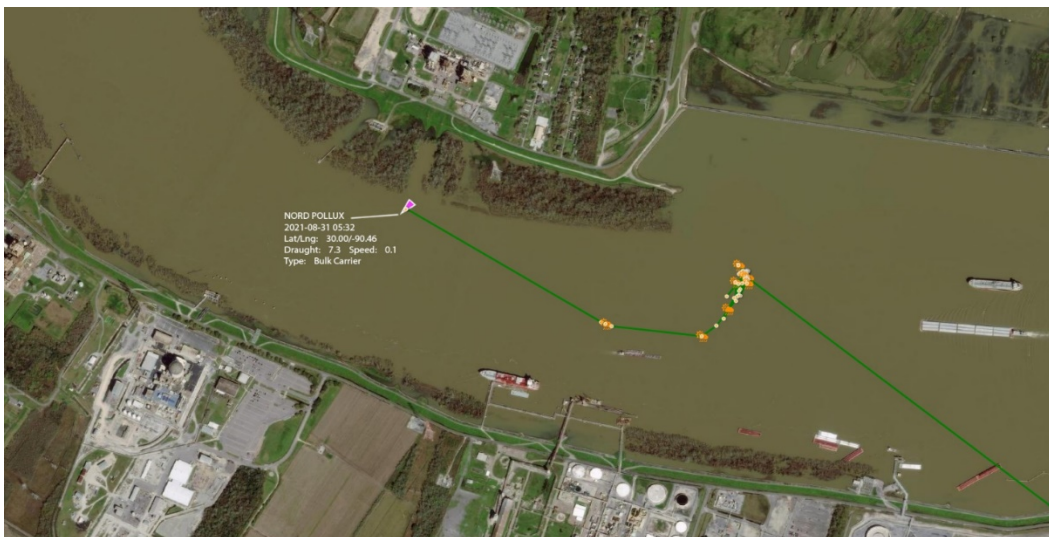 NORD POLLUX
2021-08-31 05:32
Lat/Lng: 30.00/-90.46
Draught: 7.3 Speed: 0.1
Type: Bulk Carrier